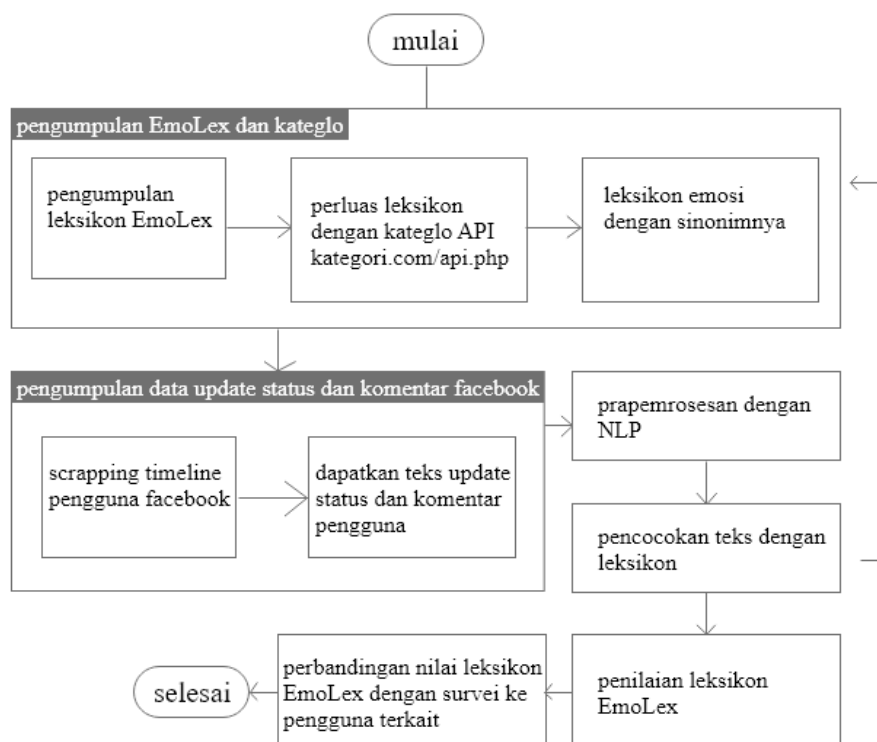 mulai
pengumpulan EmoLex dan kateglo
pengumpulan
leksikon EmoLex
perluas leksikon
dengan kateglo API
kategori.com/api.php
leksikon emosi
dengan sinonimnya
pengumpulan data update status dan komentar facebook
scrapping timeline
pengguna facebook
dapatkan teks update
status dan komentar
pengguna
prapemrosesan dengan
NLP
pencocokan teks dengan
leksikon
penilaian leksikon
EmoLex
perbandingan nilai leksikon
EmoLex dengan survei ke
pengguna terkait
selesai